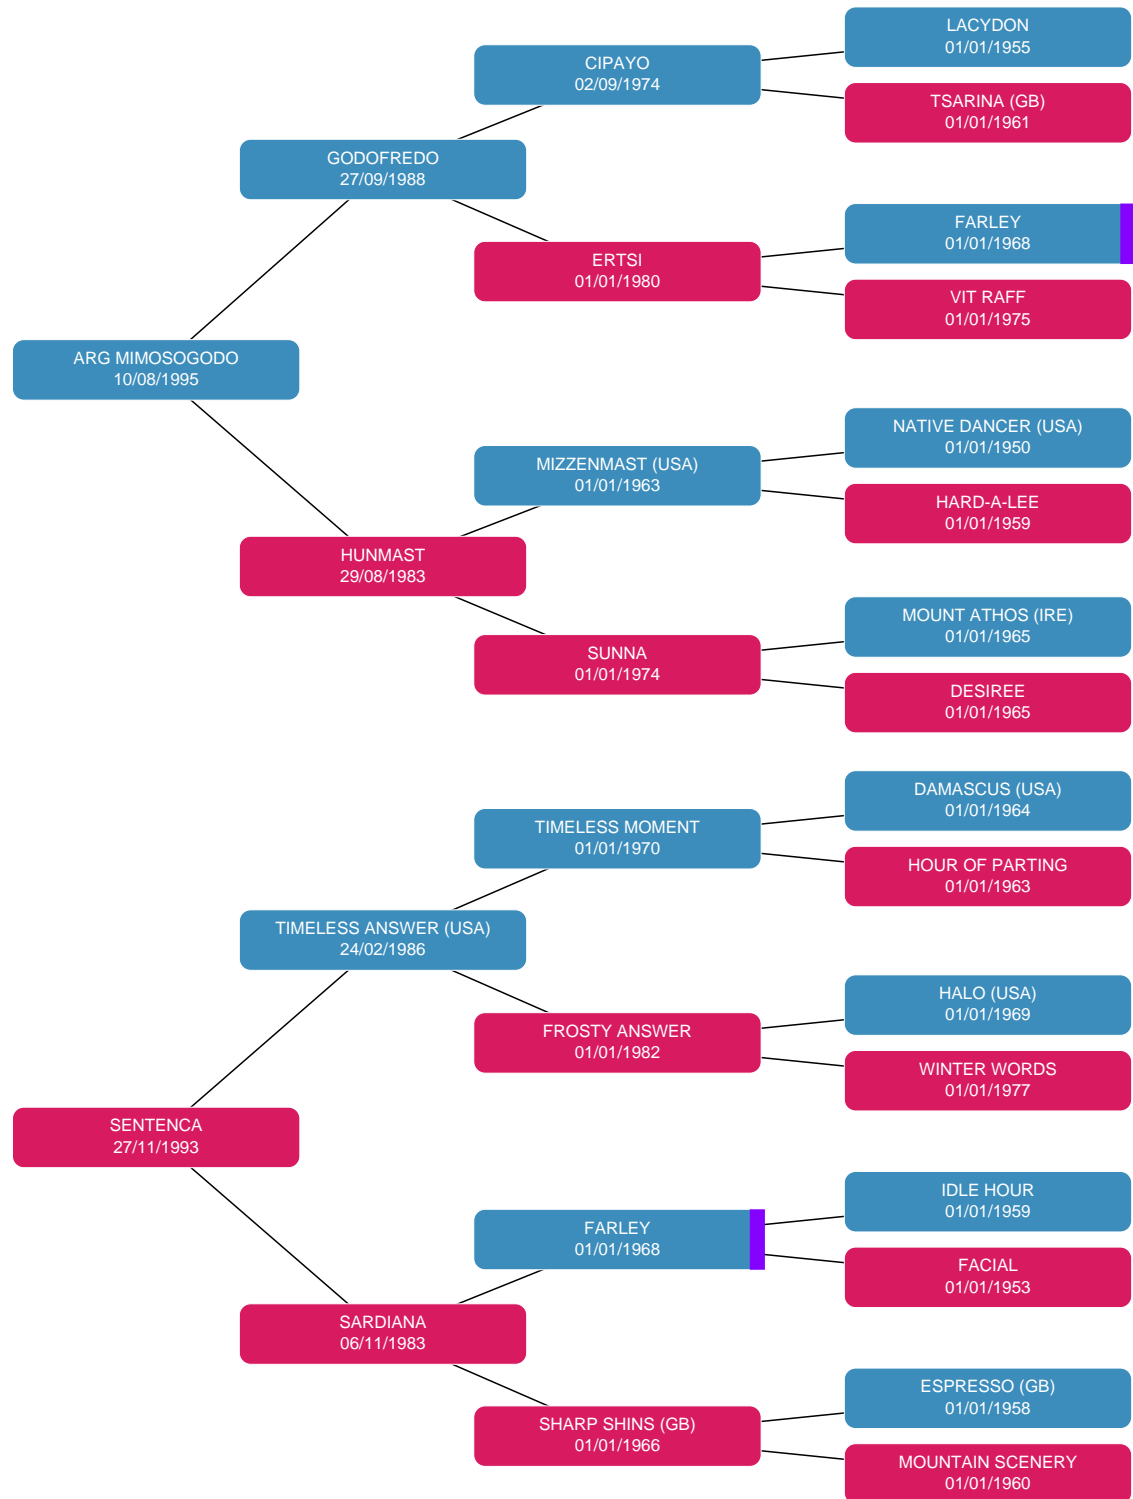 LACYDON
01/01/1955
CIPAYO
02/09/1974
TSARINA (GB)
01/01/1961
GODOFREDO
27/09/1988
FARLEY
01/01/1968
ERTSI
01/01/1980
VIT RAFF
01/01/1975
ARG MIMOSOGODO
10/08/1995
NATIVE DANCER (USA)
01/01/1950
MIZZENMAST (USA)
01/01/1963
HARD-A-LEE
01/01/1959
HUNMAST
29/08/1983
MOUNT ATHOS (IRE)
01/01/1965
SUNNA
01/01/1974
DESIREE
01/01/1965
DAMASCUS (USA)
01/01/1964
TIMELESS MOMENT
01/01/1970
HOUR OF PARTING
01/01/1963
TIMELESS ANSWER (USA)
24/02/1986
HALO (USA)
01/01/1969
FROSTY ANSWER
01/01/1982
WINTER WORDS
01/01/1977
SENTENCA
27/11/1993
IDLE HOUR
01/01/1959
FARLEY
01/01/1968
FACIAL
01/01/1953
SARDIANA
06/11/1983
ESPRESSO (GB)
01/01/1958
SHARP SHINS (GB)
01/01/1966
MOUNTAIN SCENERY
01/01/1960